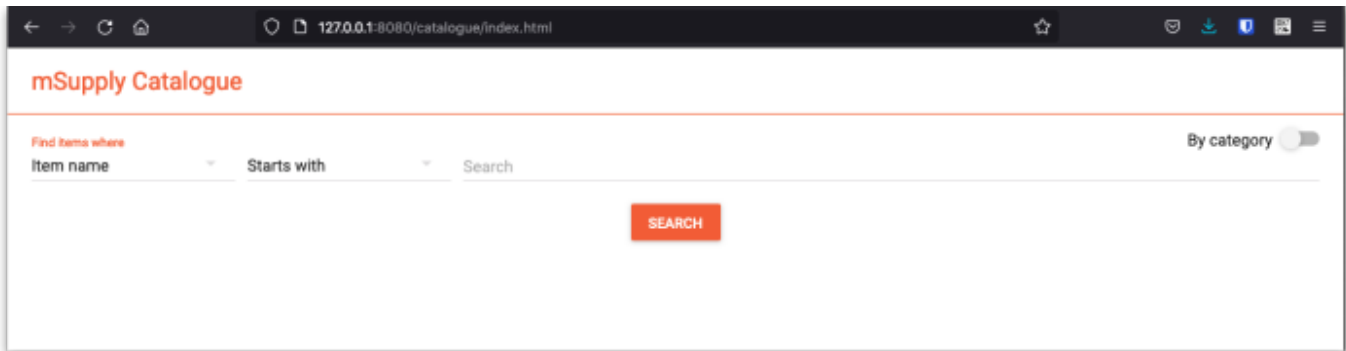 127.0.0.1:8080/catalogue/index.html
mSupply Catalogue
Find items where
By category
Item name
Starts with
Search
SEARCH